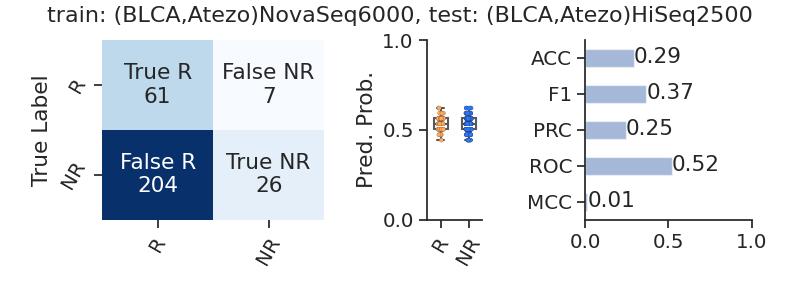 train: (BLCA,Atezo)NovaSeq6000, test: (BLCA,Atezo)HiSeq2500
True Label
R
NR
True R
61
False NR
7
False R
204
True NR
26
R
NR
Pred. Prob.
1.0
0.5
0.0
R
NR
ACC
0.29
F1
0.37
PRC
0.25
ROC
0.52
MCC
0.01
0.0
0.5
1.0